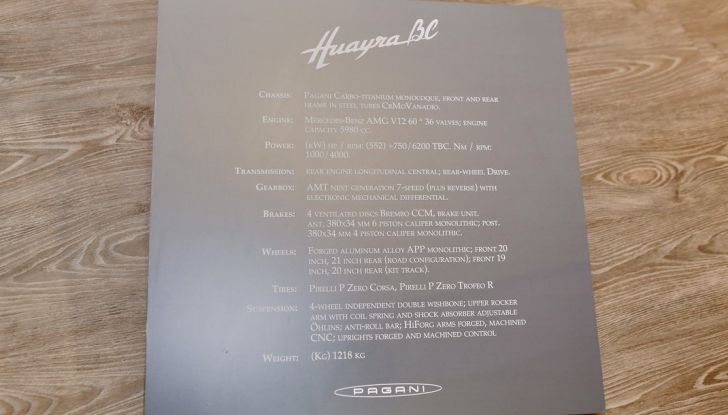 Huayra BC
Chassis: Pagani Carbo-titanium monocoque, front and rear
frame in steel tubes CrMoVanadio.
Engine: Mercedes-Benz AMG V12 60 ° 36 valves; engine
capacity 5980 cc.
Power: (kW) hp / rpm: (552) +750/6200 TBC. Nm / rpm:
1000/4000.
Transmission: rear engine longitudinal central; rear-wheel Drive.
Gearbox: AMT next generation 7-speed (plus reverse) with
electronic mechanical differential.
Brakes: 4 ventilated discs Brembo CCM, brake unit.
ant. 380x34 mm 6 piston caliper monolithic; post.
380x34 mm 4 piston caliper monolithic.
Wheels: Forged aluminum alloy APP monolithic; front 20
inch, 21 inch rear (road configuration); front 19
inch, 20 inch rear (kit track).
Tires: Pirelli P Zero Corsa, Pirelli P Zero Trofeo R
Suspension: 4-wheel independent double wishbone; upper rocker
arm with coil spring and shock absorber adjustable
Öhlins; anti-roll bar; HiForg arms forged, machined
CNC; uprights forged and machined control
Weight: (Kg) 1218 kg
PAGANI